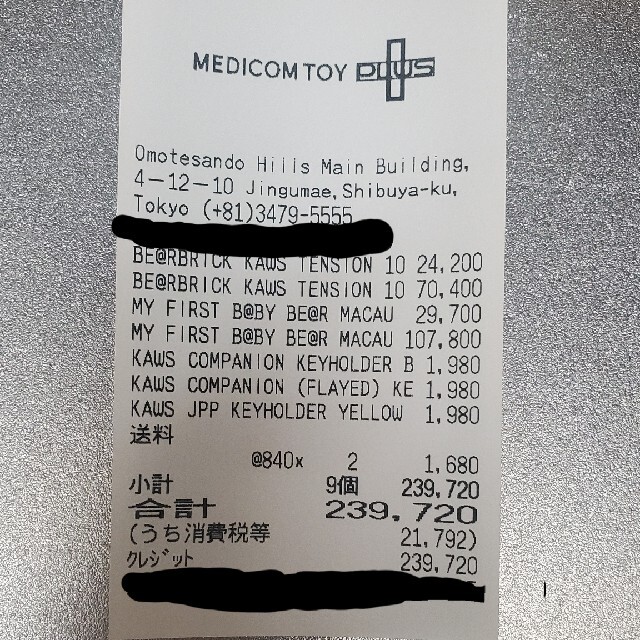 MEDICOM TOY PLUS
Omotesando Hills Main Building,
4-12-10 Jingumae, Shibuya-ku,
Tokyo (+81)3479-5555
BE@RBRICK KAWS TENSION 10 24,200
BE@RBRICK KAWS TENSION 10 70,400
MY FIRST B@BY BE@R MACAU 29,700
MY FIRST B@BY BE@R MACAU 107,800
KAWS COMPANION KEYHOLDER B 1,980
KAWS COMPANION (FLAYED) KE 1,980
KAWS JPP KEYHOLDER YELLOW 1,980
送料
@840× 2 1,680
小計 9個 239,720
合計 239,720
(うち消費税等 21,792)
クレジット 239,720